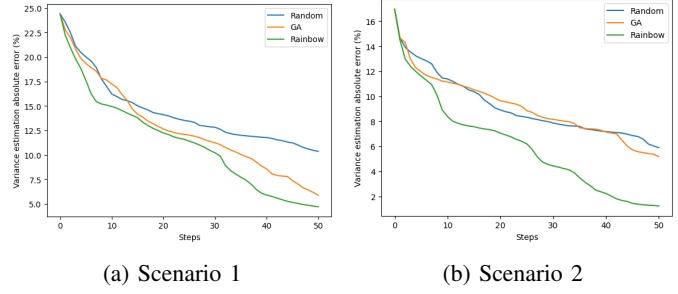 Variance estimation absolute error (%)
25.0
22.5
20.0
17.5
15.0
12.5
10.0
7.5
5.0
0 10 20 30 40 50
Steps
Random
GA
Rainbow
(a) Scenario 1
Variance estimation absolute error (%)
16
14
12
10
8
6
4
2
0 10 20 30 40 50
Steps
Random
GA
Rainbow
(b) Scenario 2